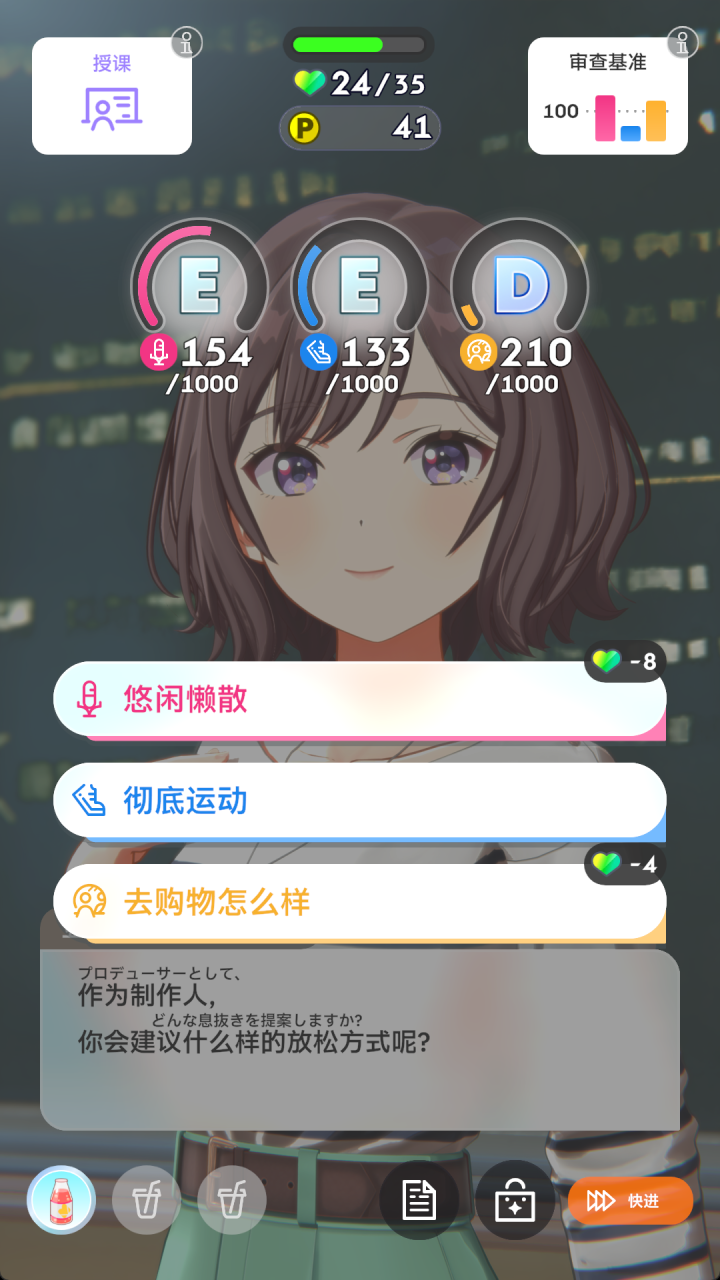 授课
24/35
P 41
审查基准
100
E
E
D
154
/1000
133
/1000
210
/1000
-8
悠闲懒散
彻底运动
-4
去购物怎么样
プロデューサーとして、
作为制作人,
どんな息抜きを提案しますか?
你会建议什么样的放松方式呢?
快进